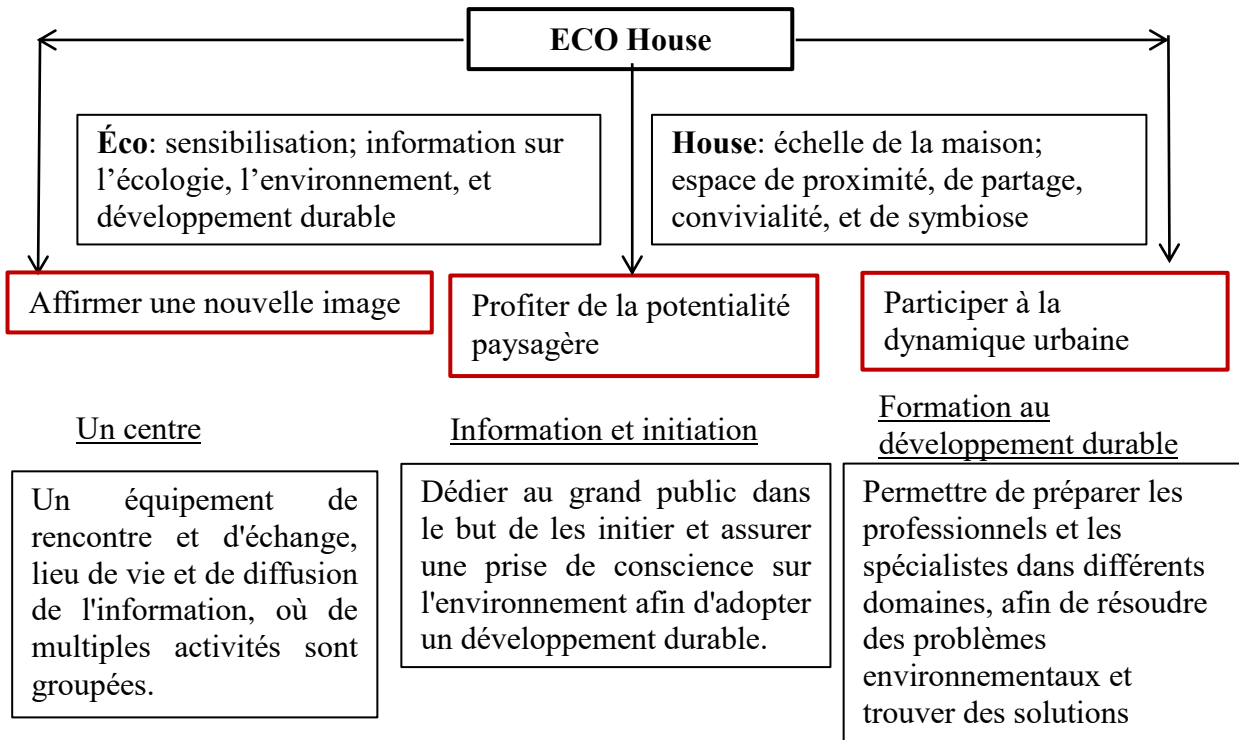 ECO House
Éco: sensibilisation; information sur
l’écologie, l’environnement, et
développement durable
House: échelle de la maison;
espace de proximité, de partage,
convivialité, et de symbiose
Affirmer une nouvelle image
Profiter de la potentialité
paysagère
Participer à la
dynamique urbaine
Un centre
Un équipement de
rencontre et d'échange,
lieu de vie et de diffusion
de l'information, où de
multiples activités sont
groupées.
Information et initiation
Dédier au grand public dans
le but de les initier et assurer
une prise de conscience sur
l'environnement afin d'adopter
un développement durable.
Formation au
développement durable
Permettre de préparer les
professionnels et les
spécialistes dans différents
domaines, afin de résoudre
des problèmes
environnementaux et
trouver des solutions